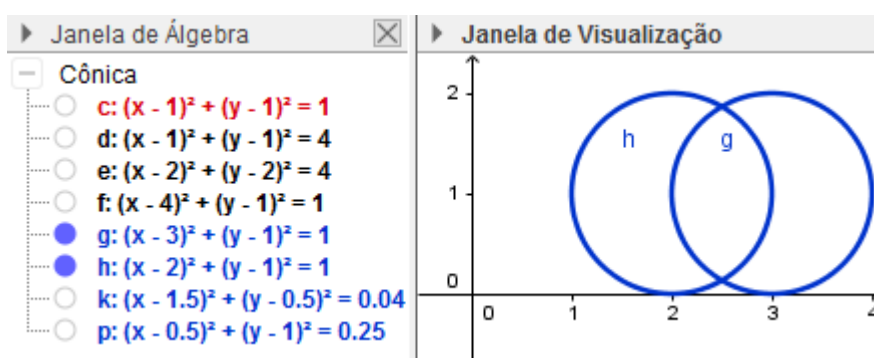 Janela de Álgebra
Cônica
c: (x - 1)² + (y - 1)² = 1
d: (x - 1)² + (y - 1)² = 4
e: (x - 2)² + (y - 2)² = 4
f: (x - 4)² + (y - 1)² = 1
g: (x - 3)² + (y - 1)² = 1
h: (x - 2)² + (y - 1)² = 1
k: (x - 1.5)² + (y - 0.5)² = 0.04
p: (x - 0.5)² + (y - 1)² = 0.25
Janela de Visualização
2
h g
1
0
0 1 2 3 4